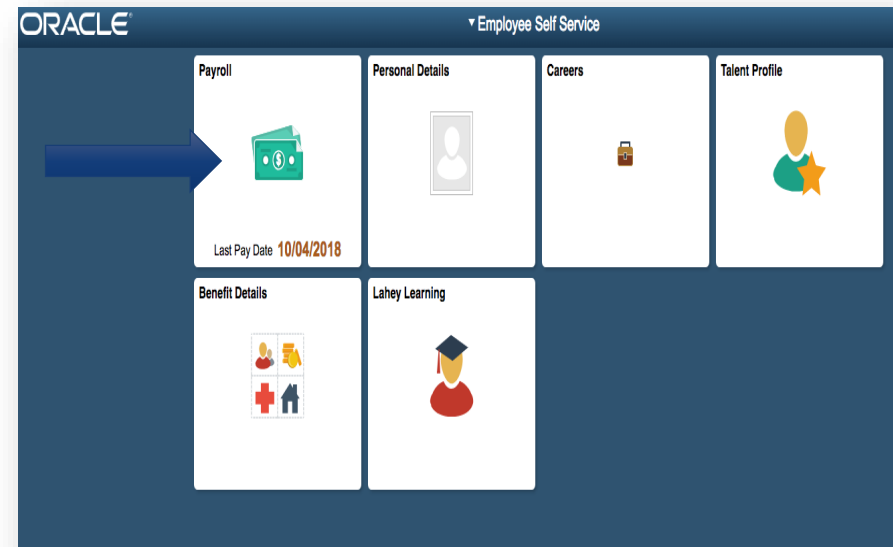 ORACLE®
Employee Self Service
Payroll
Personal Details
Careers
Talent Profile
$
Last Pay Date 10/04/2018
Benefit Details
Lahey Learning